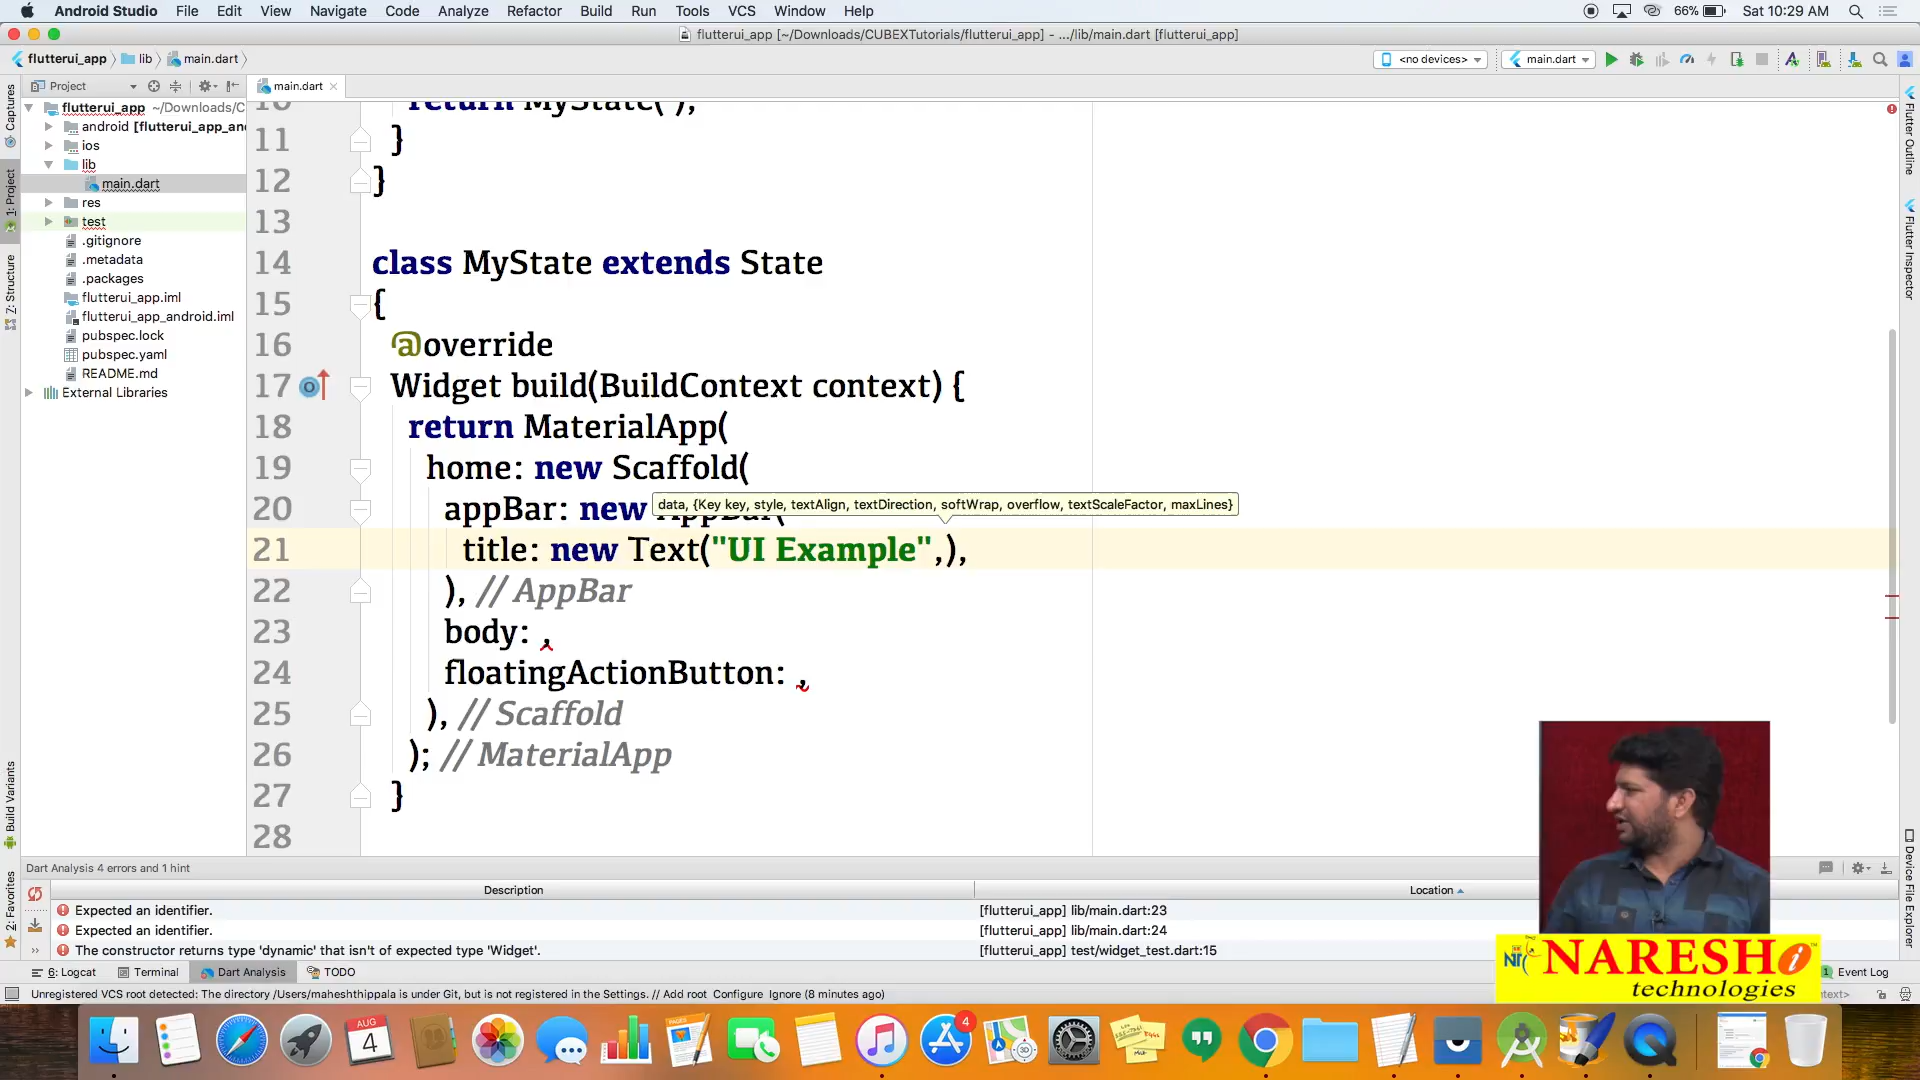 Android Studio File Edit View Navigate Code Analyze Refactor Build Run Tools VCS Window Help 66% Sat 10:29 AM
flutterui_app [~/Downloads/CUBEXTutorials/flutterui_app] - .../lib/main.dart [flutterui_app]
flutterui_app lib main.dart <no devices> main.dart
Project main.dart
flutterui_app ~/Downloads/C
android [flutterui_app_an
ios
lib
main.dart
res
test
.gitignore
.metadata
.packages
flutterui_app.iml
flutterui_app_android.iml
pubspec.lock
pubspec.yaml
README.md
External Libraries
Captures
1: Project
Z: Structure
Build Variants
2: Favorites
10 return MyState();
11 }
12 }
13
14 class MyState extends State
15 {
16 @override
17 Widget build(BuildContext context) {
18 return MaterialApp(
19 home: new Scaffold(
data, {Key key, style, textAlign, textDirection, softWrap, overflow, textScaleFactor, maxLines}
20 appBar: new AppBar(
21 title: new Text("UI Example",),
22 ), // AppBar
23 body: ,
24 floatingActionButton: ,
25 ), // Scaffold
26 ); // MaterialApp
27 }
28
Flutter Outline
Flutter Inspector
Device File Explorer
Dart Analysis 4 errors and 1 hint
Description Location
Expected an identifier. [flutterui_app] lib/main.dart:23
Expected an identifier. [flutterui_app] lib/main.dart:24
The constructor returns type 'dynamic' that isn't of expected type 'Widget'. [flutterui_app] test/widget_test.dart:15
6: Logcat Terminal Dart Analysis TODO 1 Event Log
Unregistered VCS root detected: The directory /Users/maheshthippala is under Git, but is not registered in the Settings. // Add root Configure Ignore (8 minutes ago) text>
NARESH i
technologies
AUG
4
4